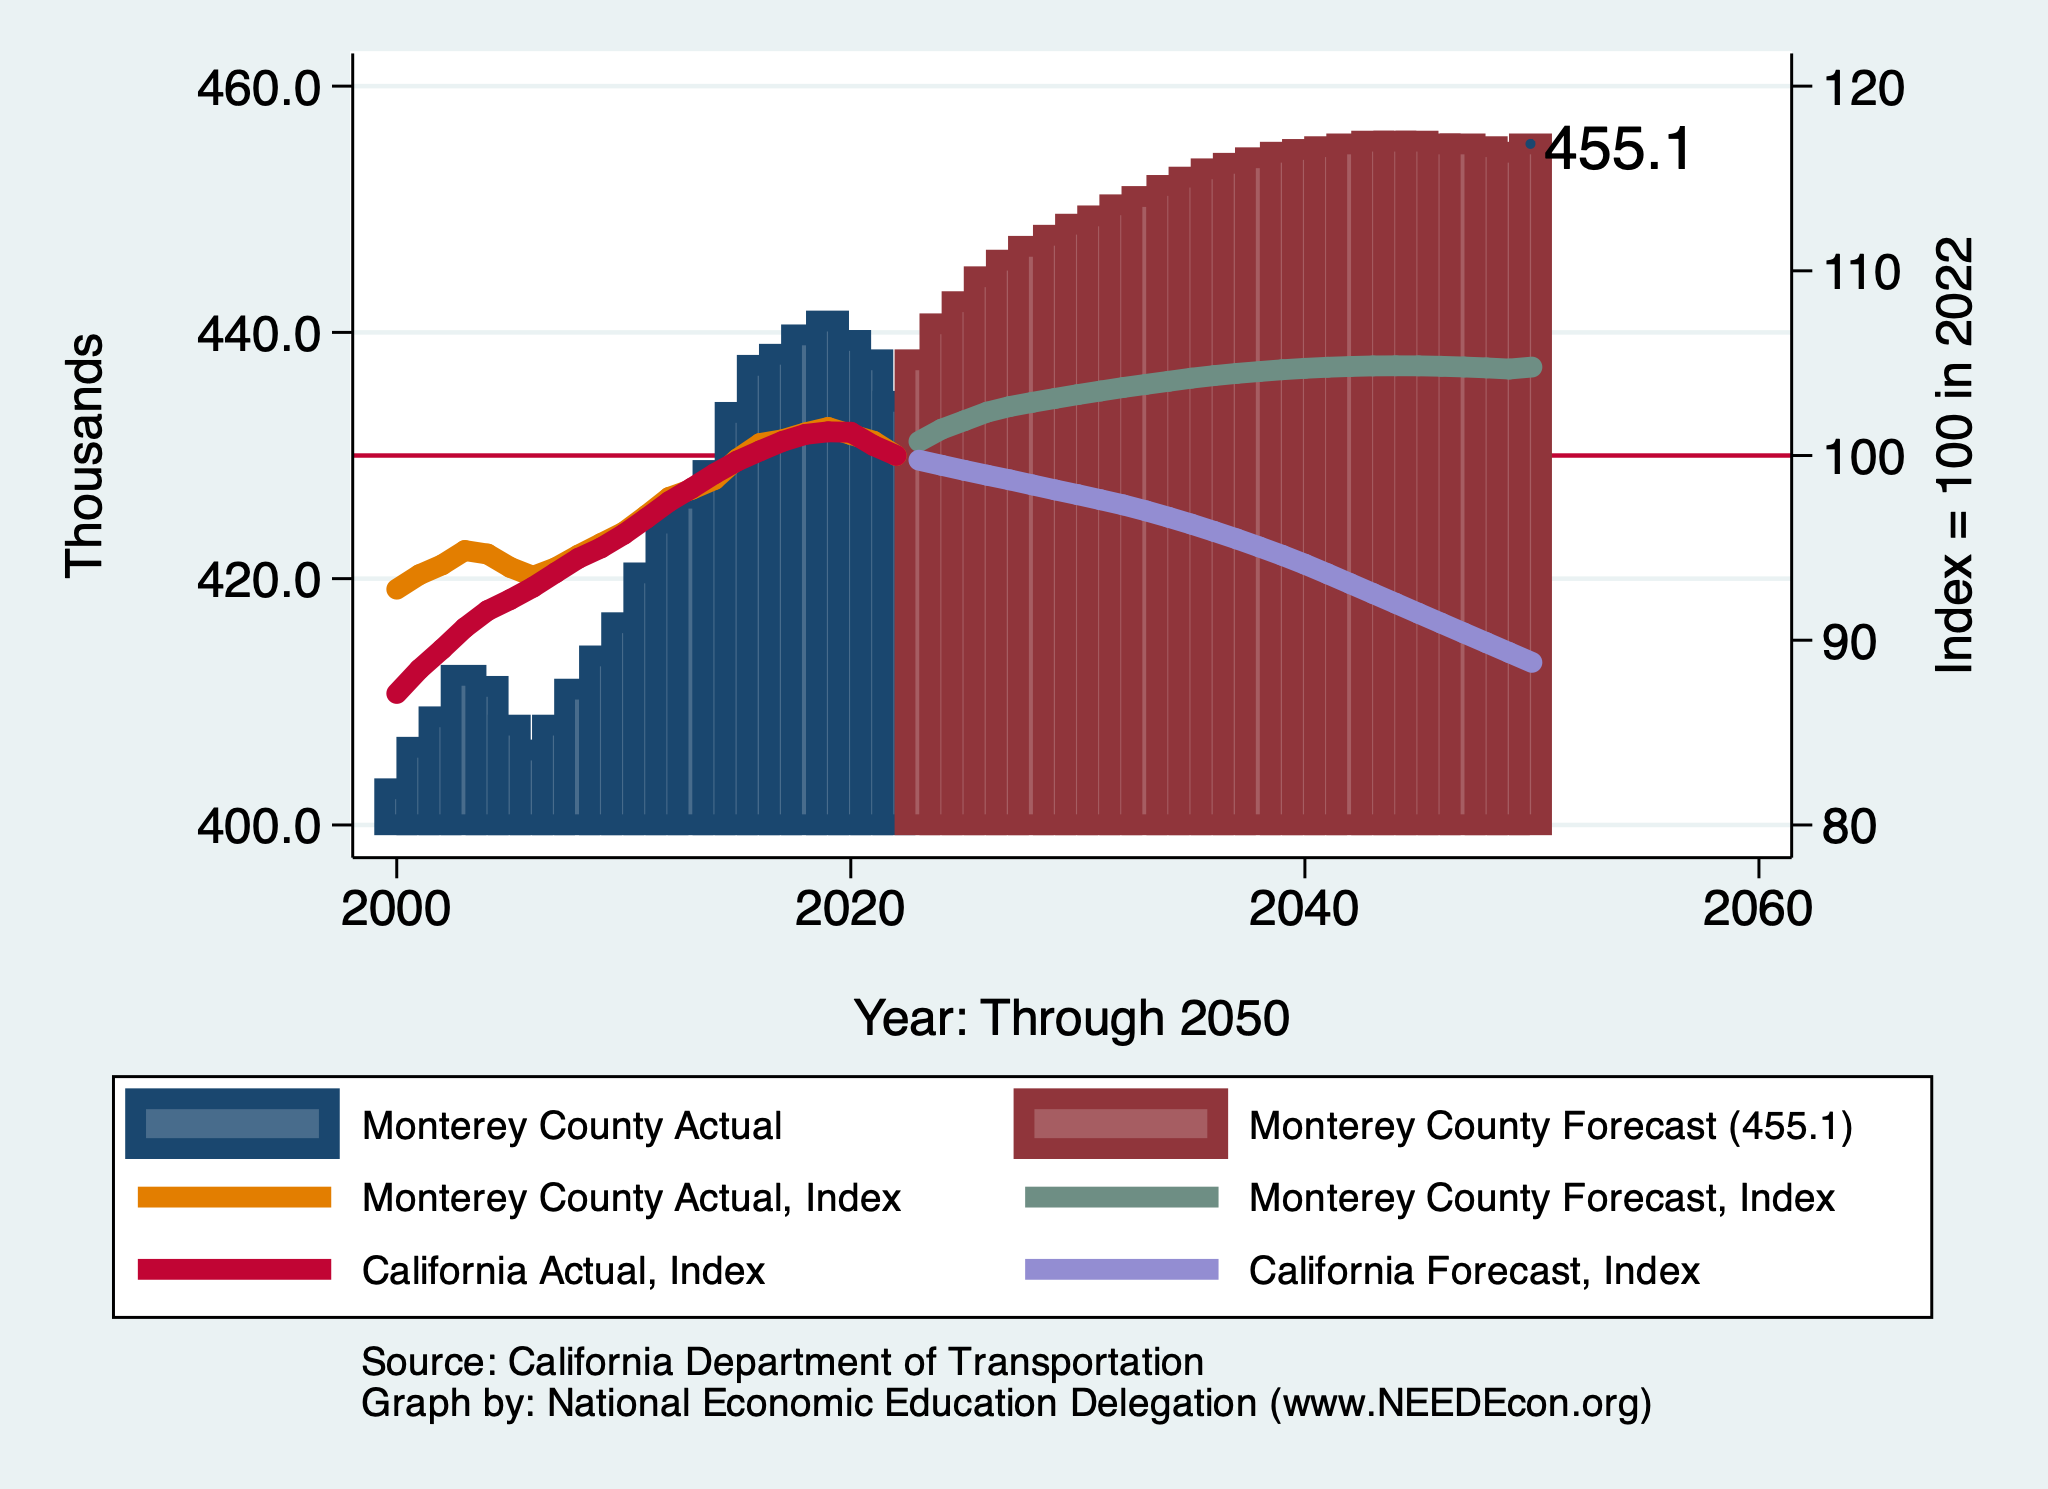 460.0
440.0
420.0
400.0
Thousands
120
110
100
90
80
Index = 100 in 2022
455.1
2000 2020 2040 2060
Year: Through 2050
Monterey County Actual Monterey County Forecast (455.1)
Monterey County Actual, Index Monterey County Forecast, Index
California Actual, Index California Forecast, Index
Source: California Department of Transportation
Graph by: National Economic Education Delegation (www.NEEDEcon.org)